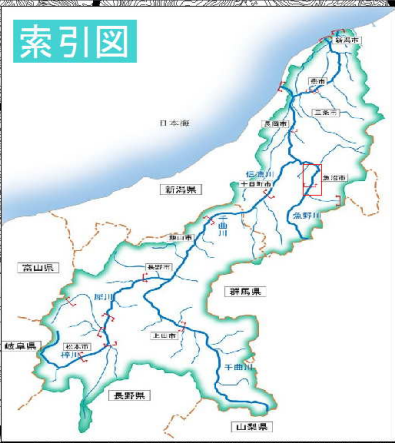 索引図
新潟市
燕市
三条市
長岡市
日本海
信濃川
魚沼市
十日町市
新潟県
魚野川
千曲川
飯山市
富山県
長野市
群馬県
犀川
岐阜県
松本市
上田市
梓川
千曲川
長野県
山梨県